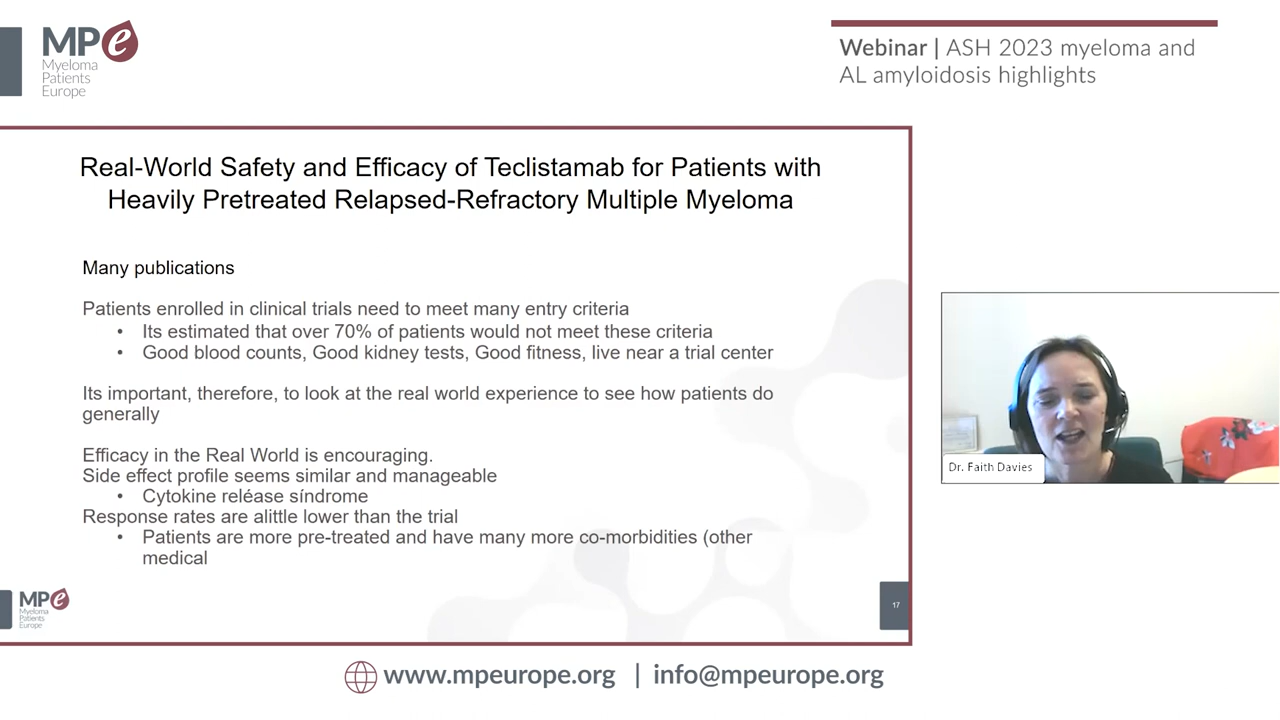 MPe
Myeloma
Patients
Europe
Webinar | ASH 2023 myeloma and
AL amyloidosis highlights
Real-World Safety and Efficacy of Teclistamab for Patients with
Heavily Pretreated Relapsed-Refractory Multiple Myeloma
Many publications
Patients enrolled in clinical trials need to meet many entry criteria
• Its estimated that over 70% of patients would not meet these criteria
• Good blood counts, Good kidney tests, Good fitness, live near a trial center
Its important, therefore, to look at the real world experience to see how patients do
generally
Efficacy in the Real World is encouraging.
Side effect profile seems similar and manageable
• Cytokine reléase síndrome
Response rates are alittle lower than the trial
• Patients are more pre-treated and have many more co-morbidities (other
medical
Dr. Faith Davies
MPe
Myeloma
Patients
Europe
17
www.mpeurope.org | info@mpeurope.org